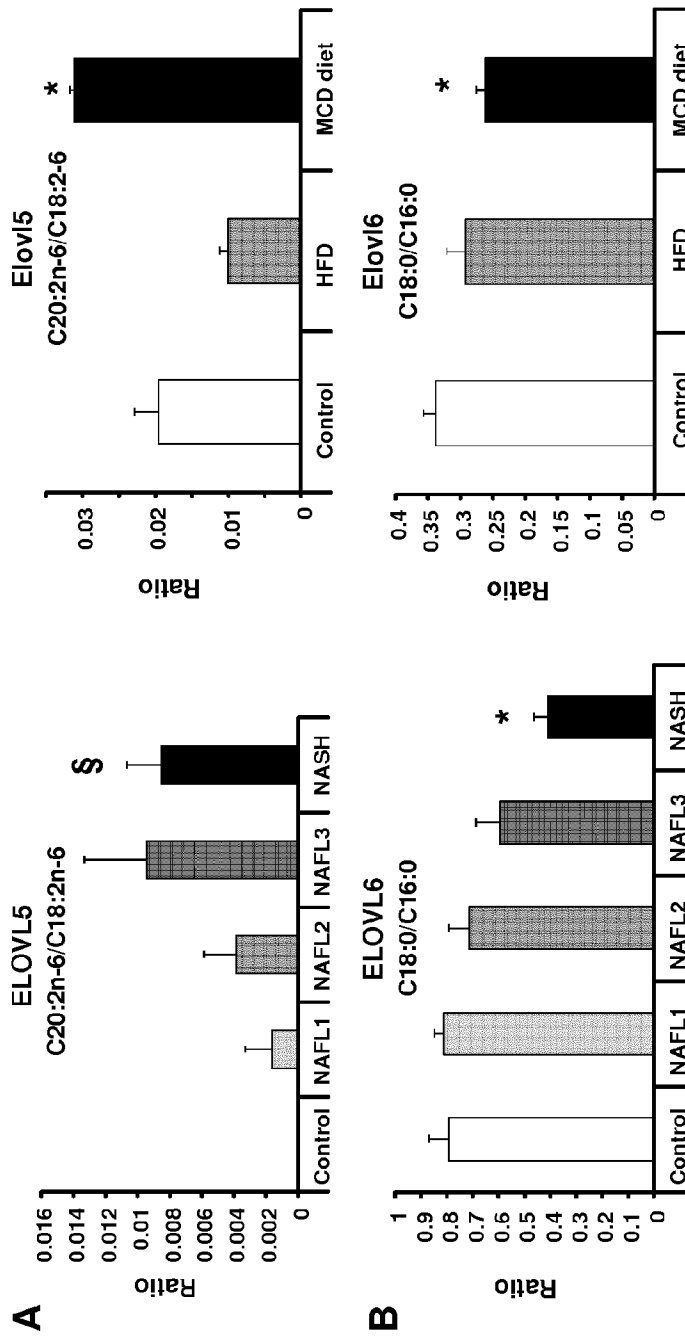 A
ELOVL5
C20:2n-6/C18:2n-6
Ratio
0.016
0.014
0.012
0.01
0.008
0.006
0.004
0.002
0
§
Control
NAFL1
NAFL2
NAFL3
NASH
Elovl5
C20:2n-6/C18:2-6
Ratio
0.03
0.02
0.01
0
*
Control
HFD
MCD diet
B
ELOVL6
C18:0/C16:0
Ratio
1
0.9
0.8
0.7
0.6
0.5
0.4
0.3
0.2
0.1
0
*
Control
NAFL1
NAFL2
NAFL3
NASH
Elovl6
C18:0/C16:0
Ratio
0.4
0.35
0.3
0.25
0.2
0.15
0.1
0.05
0
*
Control
HFD
MCD diet